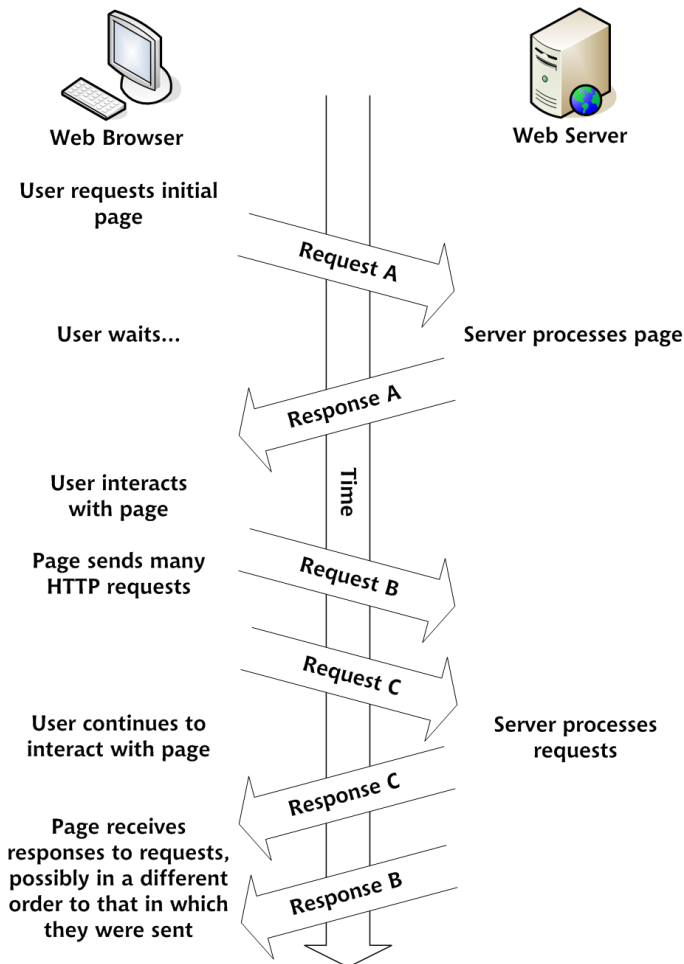 Web Browser
Web Server
User requests initial
page
Request A
User waits...
Server processes page
Response A
Time
User interacts
with page
Page sends many
HTTP requests
Request B
Request C
User continues to
interact with page
Server processes
requests
Response C
Page receives
responses to requests,
possibly in a different
order to that in which
they were sent
Response B